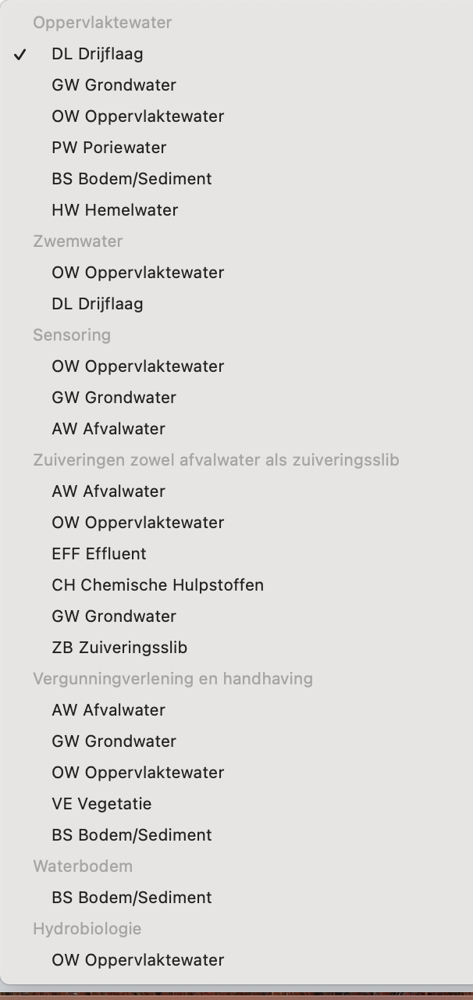 Oppervlaktewater
✓ DL Drijflaag
GW Grondwater
OW Oppervlaktewater
PW Poriewater
BS Bodem/Sediment
HW Hemelwater
Zwemwater
OW Oppervlaktewater
DL Drijflaag
Sensoring
OW Oppervlaktewater
GW Grondwater
AW Afvalwater
Zuiveringen zowel afvalwater als zuiveringsslib
AW Afvalwater
OW Oppervlaktewater
EFF Effluent
CH Chemische Hulpstoffen
GW Grondwater
ZB Zuiveringsslib
Vergunningverlening en handhaving
AW Afvalwater
GW Grondwater
OW Oppervlaktewater
VE Vegetatie
BS Bodem/Sediment
Waterbodem
BS Bodem/Sediment
Hydrobiologie
OW Oppervlaktewater